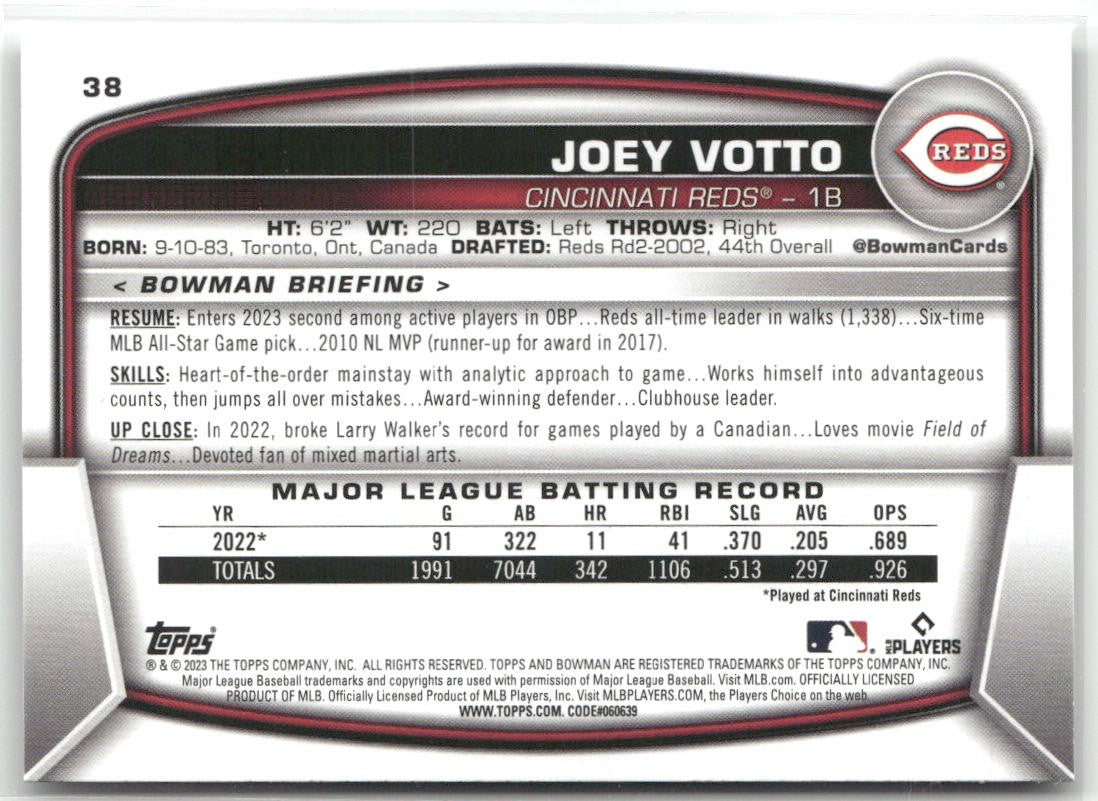 38
JOEY VOTTO
REDS
CINCINNATI REDS® – 1B
HT: 6'2" WT: 220 BATS: Left THROWS: Right
BORN: 9-10-83, Toronto, Ont, Canada DRAFTED: Reds Rd2-2002, 44th Overall @BowmanCards
< BOWMAN BRIEFING >
RESUME: Enters 2023 second among active players in OBP...Reds all-time leader in walks (1,338)...Six-time
MLB All-Star Game pick...2010 NL MVP (runner-up for award in 2017).
SKILLS: Heart-of-the-order mainstay with analytic approach to game...Works himself into advantageous
counts, then jumps all over mistakes...Award-winning defender...Clubhouse leader.
UP CLOSE: In 2022, broke Larry Walker's record for games played by a Canadian...Loves movie Field of
Dreams...Devoted fan of mixed martial arts.
MAJOR LEAGUE BATTING RECORD
YR G AB HR RBI SLG AVG OPS
2022* 91 322 11 41 .370 .205 .689
TOTALS 1991 7044 342 1106 .513 .297 .926
*Played at Cincinnati Reds
Topps® MLB PLAYERS
® & © 2023 THE TOPPS COMPANY, INC. ALL RIGHTS RESERVED. TOPPS AND BOWMAN ARE REGISTERED TRADEMARKS OF THE TOPPS COMPANY, INC.
Major League Baseball trademarks and copyrights are used with permission of Major League Baseball. Visit MLB.com. OFFICIALLY LICENSED
PRODUCT OF MLB. Officially Licensed Product of MLB Players, Inc. Visit MLBPLAYERS.COM, the Players Choice on the web.
WWW.TOPPS.COM. CODE#060639